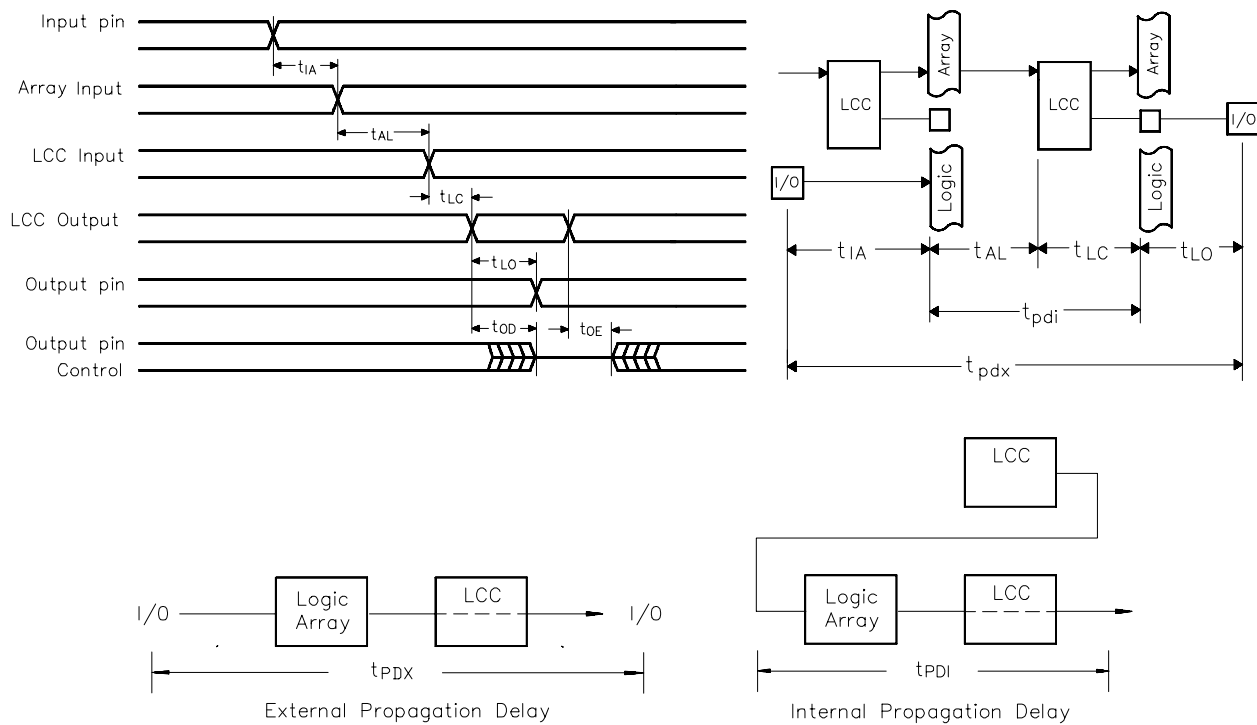 Input pin
tIA
Array Input
tAL
LCC Input
tLC
LCC Output
tLO
Output pin
tOD
tOE
Output pin
Control
Array
Array
LCC
LCC
I/O
I/O
Logic
Logic
tIA
tAL
tLC
tLO
tpdi
tpdx
I/O
Logic
Array
LCC
I/O
tPDX
External Propagation Delay
LCC
Logic
Array
LCC
tPDI
Internal Propagation Delay